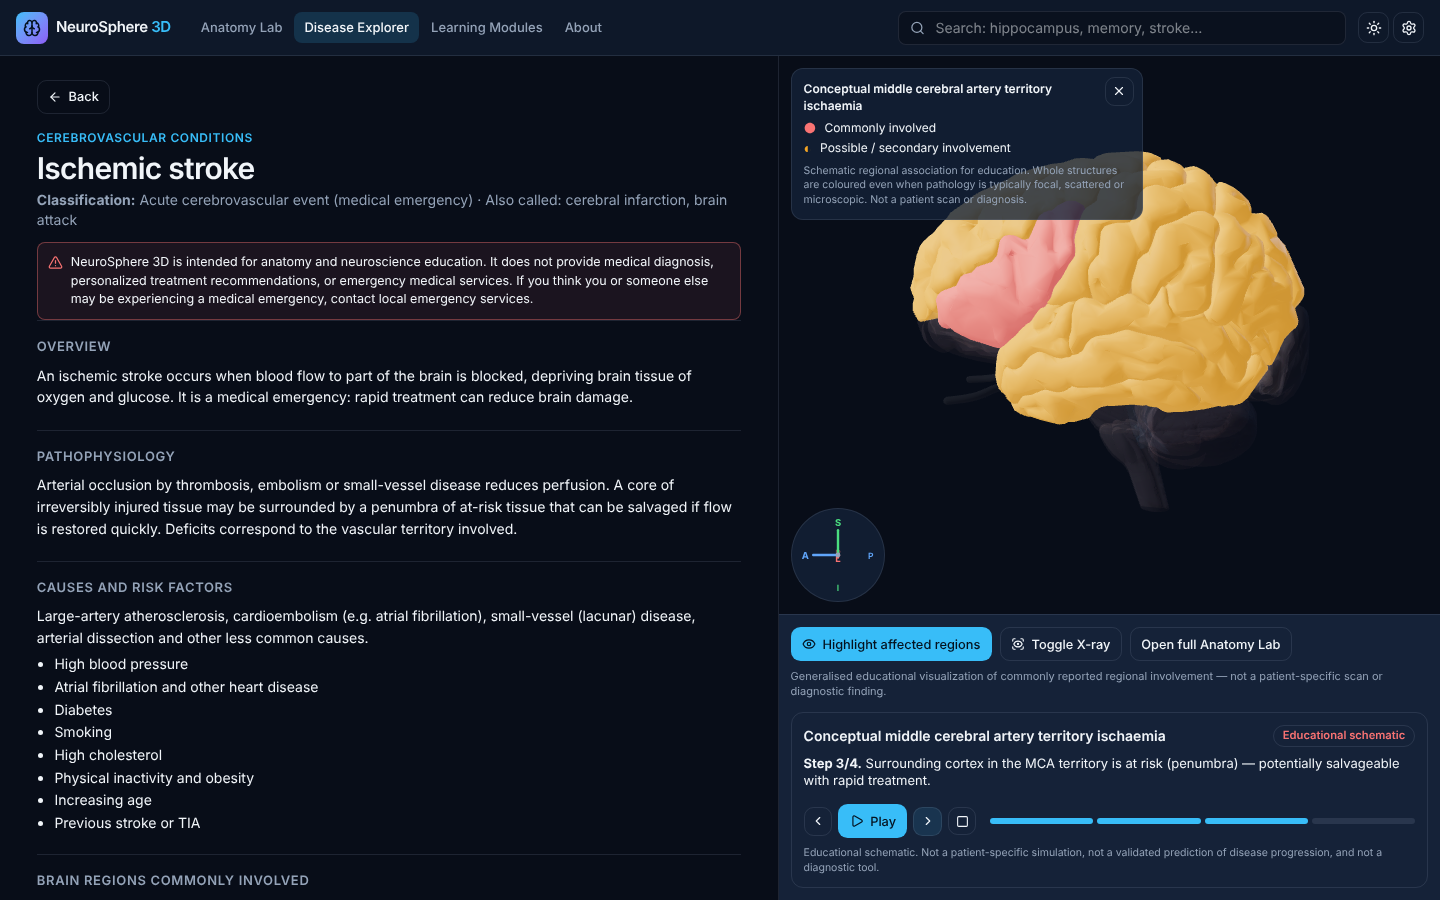 NeuroSphere 3D
Anatomy Lab
Disease Explorer
Learning Modules
About
Search: hippocampus, memory, stroke...
Back
CEREBROVASCULAR CONDITIONS
Ischemic stroke
Classification: Acute cerebrovascular event (medical emergency) · Also called: cerebral infarction, brain
attack
NeuroSphere 3D is intended for anatomy and neuroscience education. It does not provide medical diagnosis,
personalized treatment recommendations, or emergency medical services. If you think you or someone else
may be experiencing a medical emergency, contact local emergency services.
OVERVIEW
An ischemic stroke occurs when blood flow to part of the brain is blocked, depriving brain tissue of
oxygen and glucose. It is a medical emergency: rapid treatment can reduce brain damage.
PATHOPHYSIOLOGY
Arterial occlusion by thrombosis, embolism or small-vessel disease reduces perfusion. A core of
irreversibly injured tissue may be surrounded by a penumbra of at-risk tissue that can be salvaged if flow
is restored quickly. Deficits correspond to the vascular territory involved.
CAUSES AND RISK FACTORS
Large-artery atherosclerosis, cardioembolism (e.g. atrial fibrillation), small-vessel (lacunar) disease,
arterial dissection and other less common causes.
• High blood pressure
• Atrial fibrillation and other heart disease
• Diabetes
• Smoking
• High cholesterol
• Physical inactivity and obesity
• Increasing age
• Previous stroke or TIA
BRAIN REGIONS COMMONLY INVOLVED
Conceptual middle cerebral artery territory
ischaemia
Commonly involved
Possible / secondary involvement
Schematic regional association for education. Whole structures
are coloured even when pathology is typically focal, scattered or
microscopic. Not a patient scan or diagnosis.
S
A
P
I
Highlight affected regions
Toggle X-ray
Open full Anatomy Lab
Generalised educational visualization of commonly reported regional involvement — not a patient-specific scan or
diagnostic finding.
Conceptual middle cerebral artery territory ischaemia
Educational schematic
Step 3/4. Surrounding cortex in the MCA territory is at risk (penumbra) — potentially salvageable
with rapid treatment.
Play
Educational schematic. Not a patient-specific simulation, not a validated prediction of disease progression, and not a
diagnostic tool.